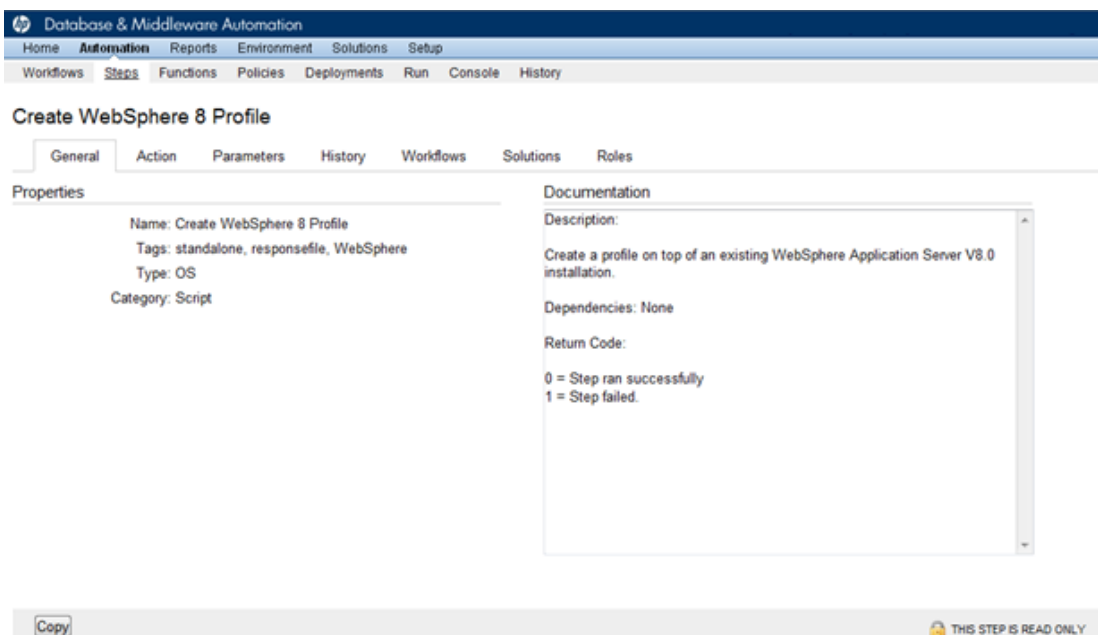 hp Database & Middleware Automation
Home Automation Reports Environment Solutions Setup
Workflows Steps Functions Policies Deployments Run Console History
Create WebSphere 8 Profile
General Action Parameters History Workflows Solutions Roles
Properties
Name: Create WebSphere 8 Profile
Tags: standalone, responsefile, WebSphere
Type: OS
Category: Script
Documentation
Description:
Create a profile on top of an existing WebSphere Application Server V8.0
installation.
Dependencies: None
Return Code:
0 = Step ran successfully
1 = Step failed.
Copy
THIS STEP IS READ ONLY